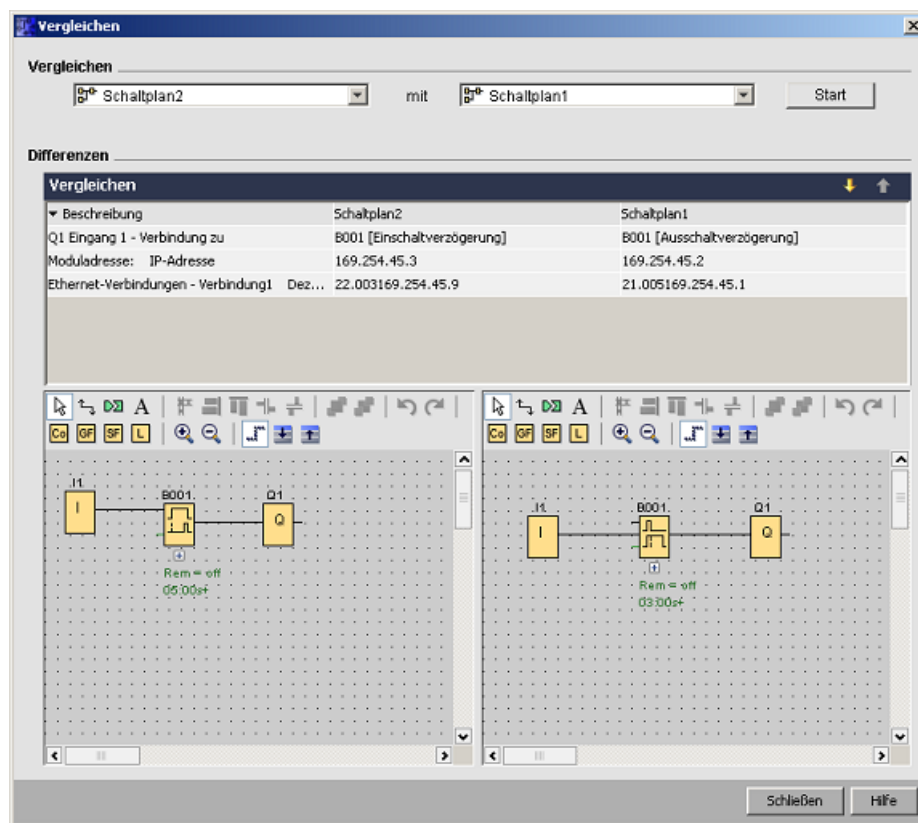 Vergleichen
Vergleichen
Schaltplan2 mit Schaltplan1 Start
Differenzen
Vergleichen
Beschreibung Schaltplan2 Schaltplan1
Q1 Eingang 1 - Verbindung zu B001 [Einschaltverzögerung] B001 [Ausschaltverzögerung]
Moduladresse: IP-Adresse 169.254.45.3 169.254.45.2
Ethernet-Verbindungen - Verbindung1 Dez... 22.003169.254.45.9 21.005169.254.45.1
A
Co GF SF L
I1 B001 Q1
I Q
Rem = off
05:00s+
A
Co GF SF L
I1 B001 Q1
I Q
Rem = off
03:00s+
Schließen Hilfe